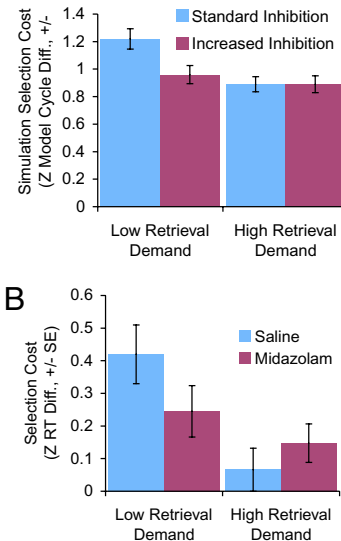 Simulation Selection Cost
(Z Model Cycle Diff., +/-
1.4
1.2
1
0.8
0.6
0.4
0.2
0
Standard Inhibition
Increased Inhibition
Low Retrieval
Demand
High Retrieval
Demand
B
Selection Cost
(Z RT Diff., +/- SE)
0.6
0.5
0.4
0.3
0.2
0.1
0
Saline
Midazolam
Low Retrieval
Demand
High Retrieval
Demand